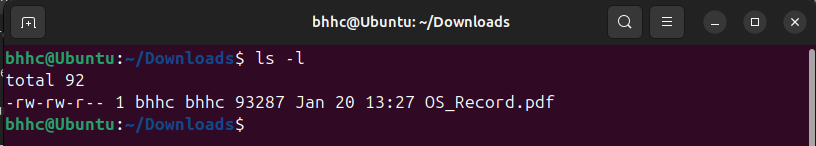 bhhc@Ubuntu: ~/Downloads
bhhc@Ubuntu:~/Downloads$ ls -l
total 92
-rw-rw-r-- 1 bhhc bhhc 93287 Jan 20 13:27 OS_Record.pdf
bhhc@Ubuntu:~/Downloads$